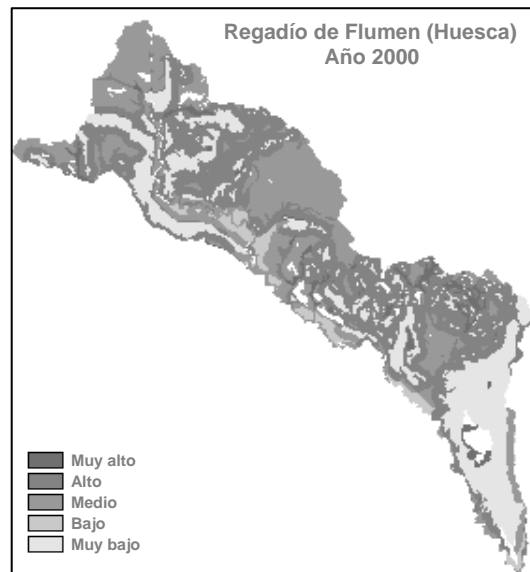 Regadío de Flumen (Huesca)
Año 2000
Muy alto
Alto
Medio
Bajo
Muy bajo